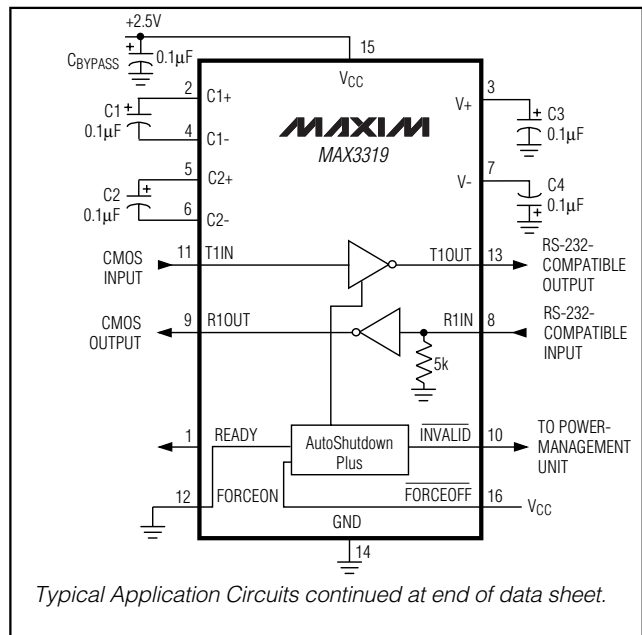 +2.5V
CBYPASS
+
0.1µF
15
VCC
2
C1+
C1
+
0.1µF
4
C1-
5
C2+
C2
+
0.1µF
6
C2-
MAXIM
MAX3319
3
V+
+
C3
0.1µF
7
V-
C4
+
0.1µF
CMOS
INPUT
11
T1IN
T1OUT
13
RS-232-
COMPATIBLE
OUTPUT
CMOS
OUTPUT
9
R1OUT
R1IN
8
RS-232-
COMPATIBLE
INPUT
5k
1
READY
AutoShutdown
Plus
INVALID
10
TO POWER-
MANAGEMENT
UNIT
12
FORCEON
FORCEOFF
16
VCC
GND
14
Typical Application Circuits continued at end of data sheet.